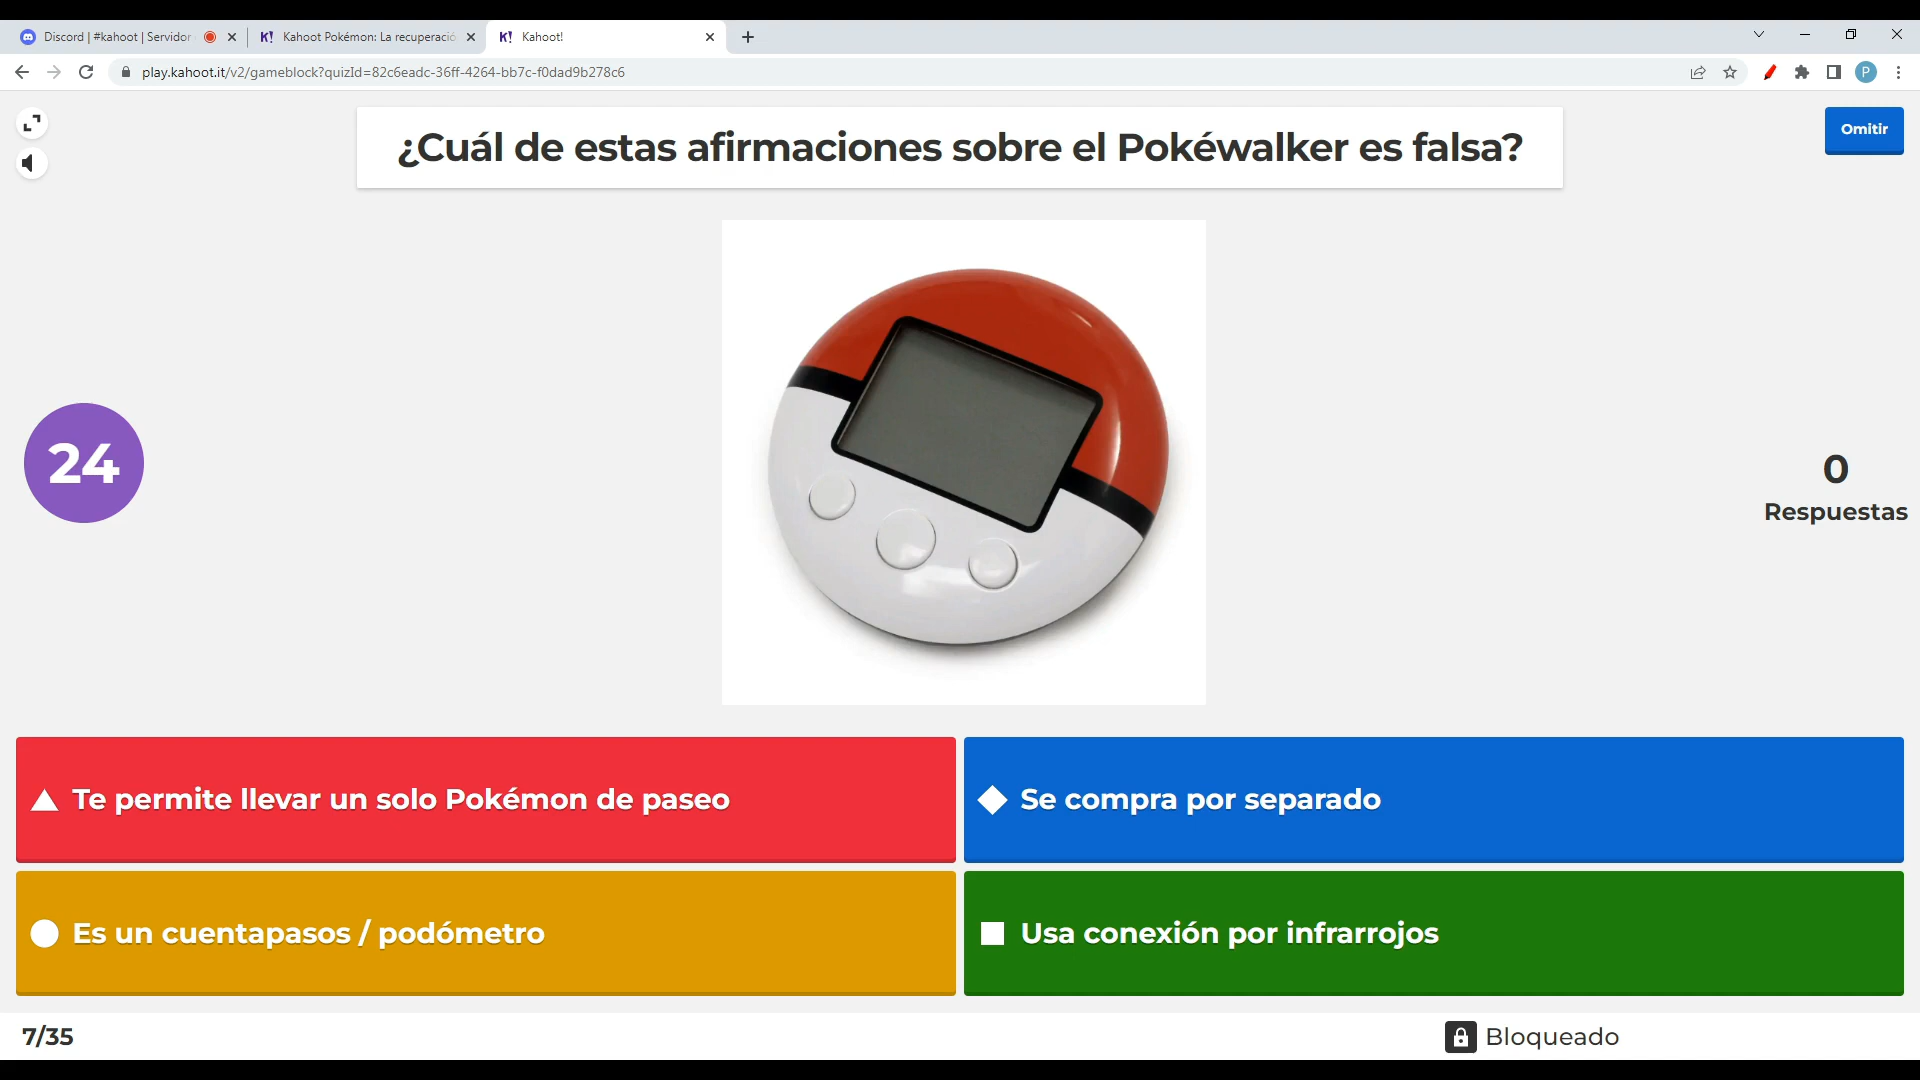 Discord | #kahoot | Servidor
Kahoot Pokémon: La recuperació
Kahoot!
play.kahoot.it/v2/gameblock?quizId=82c6eadc-36ff-4264-bb7c-f0dad9b278c6
P
¿Cuál de estas afirmaciones sobre el Pokéwalker es falsa?
Omitir
24
0
Respuestas
Te permite llevar un solo Pokémon de paseo
Se compra por separado
Es un cuentapasos / podómetro
Usa conexión por infrarrojos
7/35
Bloqueado